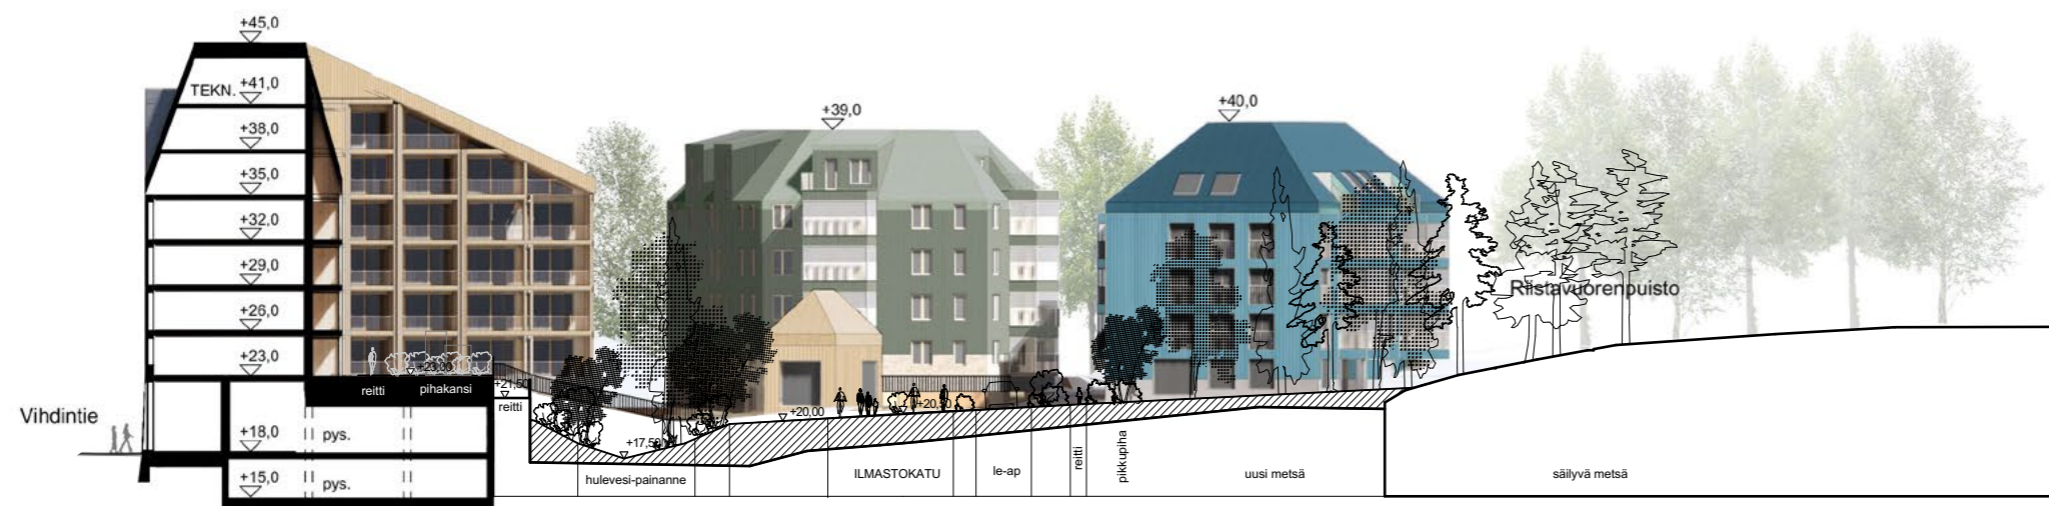 +45,0
TEKN. +41,0
+38,0
+35,0
+32,0
+29,0
+26,0
+23,0
+18,0
+15,0
Vihdintie
pys.
pys.
reitti
pihakansi
+23,00
+21,50
reitti
+17,50
hulevesi-painanne
+39,0
+20,00
ILMASTOKATU
le-ap
reitti
pikkupiha
+40,0
uusi metsä
Riistavuorenpuisto
säilyvä metsä